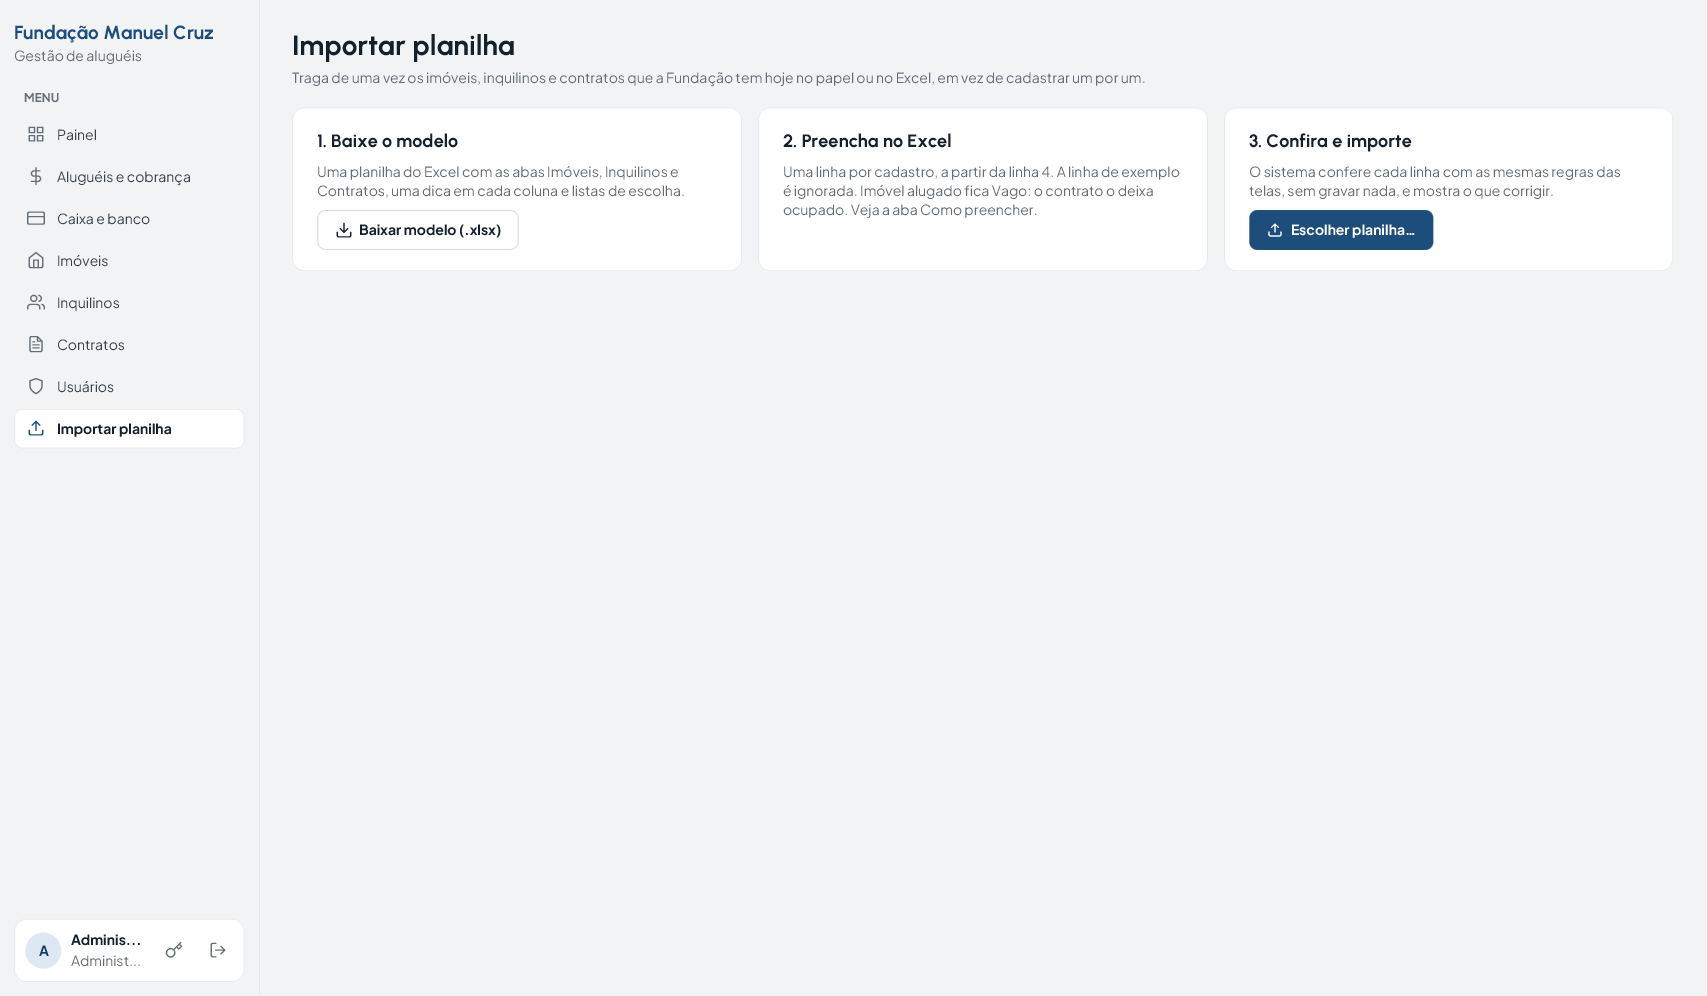 Fundação Manuel Cruz
Gestão de aluguéis
MENU
Painel
Aluguéis e cobrança
Caixa e banco
Imóveis
Inquilinos
Contratos
Usuários
Importar planilha
A
Adminis...
Administ...
Importar planilha
Traga de uma vez os imóveis, inquilinos e contratos que a Fundação tem hoje no papel ou no Excel, em vez de cadastrar um por um.
1. Baixe o modelo
Uma planilha do Excel com as abas Imóveis, Inquilinos e
Contratos, uma dica em cada coluna e listas de escolha.
Baixar modelo (.xlsx)
2. Preencha no Excel
Uma linha por cadastro, a partir da linha 4. A linha de exemplo
é ignorada. Imóvel alugado fica Vago: o contrato o deixa
ocupado. Veja a aba Como preencher.
3. Confira e importe
O sistema confere cada linha com as mesmas regras das
telas, sem gravar nada, e mostra o que corrigir.
Escolher planilha...